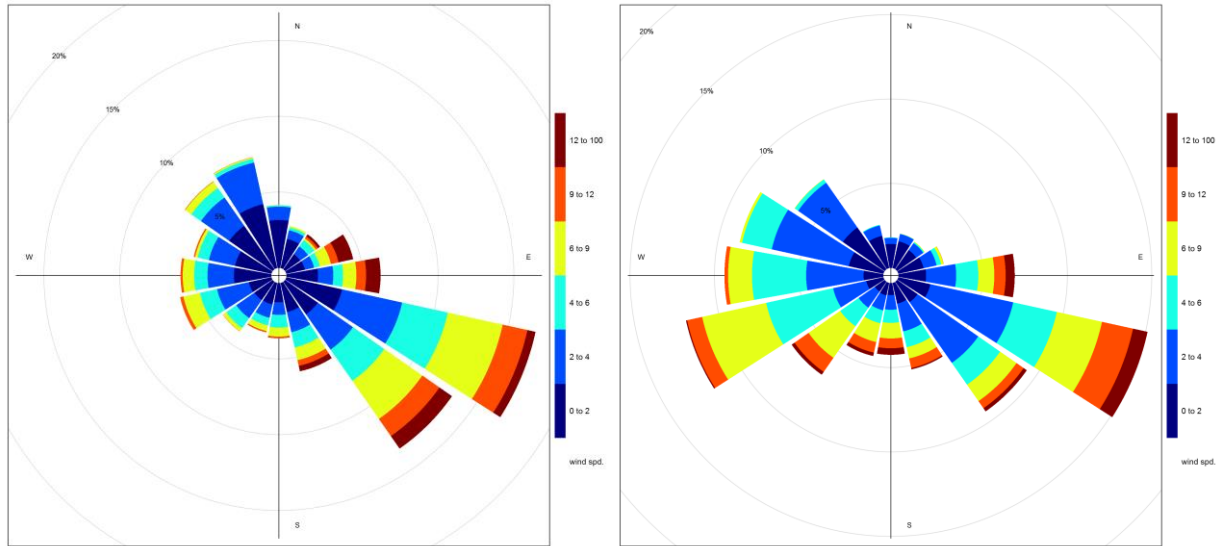 N
20%
15%
10%
5%
W
E
S
12 to 100
9 to 12
6 to 9
4 to 6
2 to 4
0 to 2
wind spd.
N
20%
15%
10%
5%
W
E
S
12 to 100
9 to 12
6 to 9
4 to 6
2 to 4
0 to 2
wind spd.